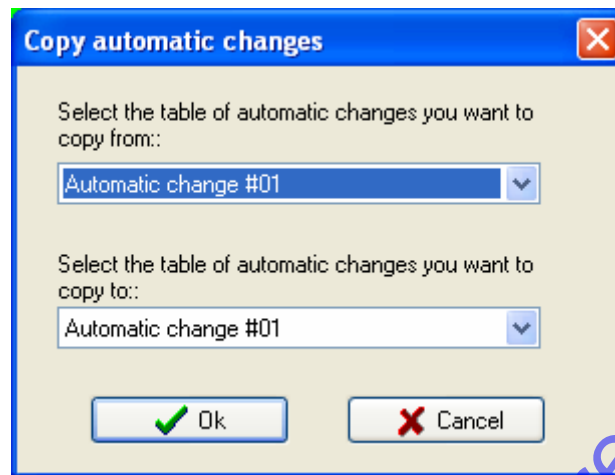 Copy automatic changes
Select the table of automatic changes you want to
copy from::
Automatic change #01
Select the table of automatic changes you want to
copy to::
Automatic change #01
Ok
Cancel